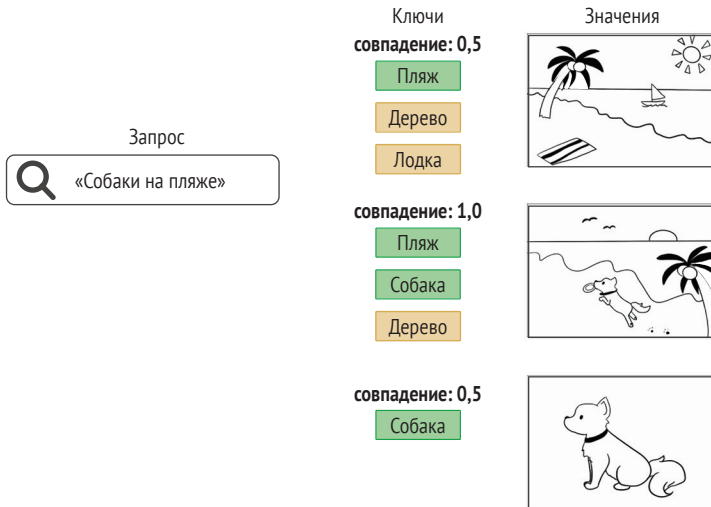 Ключи
Значения
совпадение: 0,5
Пляж
Дерево
Лодка
Запрос
«Собаки на пляже»
совпадение: 1,0
Пляж
Собака
Дерево
совпадение: 0,5
Собака